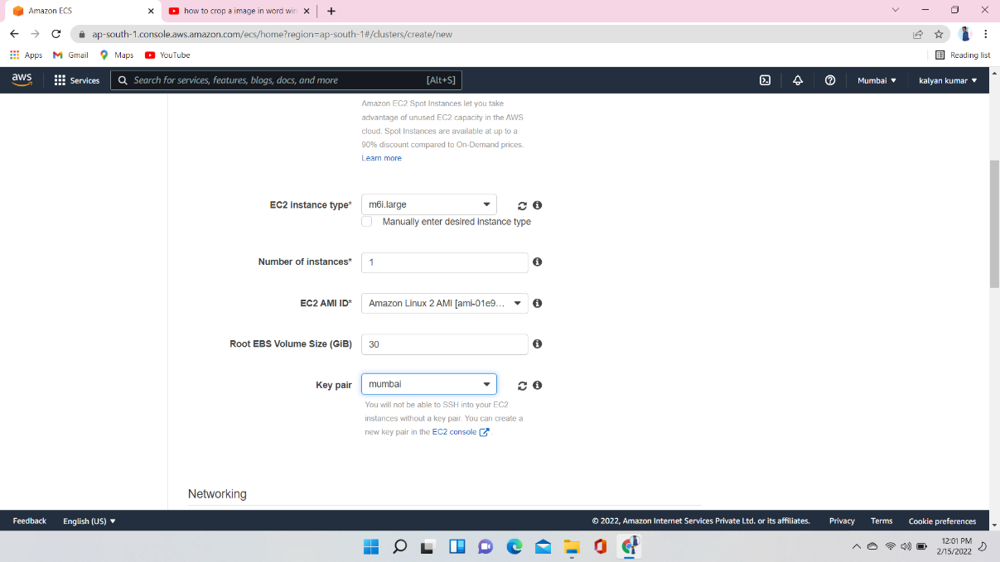 Amazon ECS
how to crop a image in word win
ap-south-1.console.aws.amazon.com/ecs/home?region=ap-south-1#/clusters/create/new
Apps
Gmail
Maps
YouTube
Reading list
aws
Services
Search for services, features, blogs, docs, and more
[Alt+S]
Mumbai
kalyan kumar
Amazon EC2 Spot Instances let you take
advantage of unused EC2 capacity in the AWS
cloud. Spot Instances are available at up to a
90% discount compared to On-Demand prices.
Learn more
EC2 instance type*
m6i.large
Manually enter desired instance type
Number of instances*
1
EC2 AMI ID*
Amazon Linux 2 AMI [ami-01e9...
Root EBS Volume Size (GiB)
30
Key pair
mumbai
You will not be able to SSH into your EC2
instances without a key pair. You can create a
new key pair in the EC2 console .
Networking
Feedback
English (US)
© 2022, Amazon Internet Services Private Ltd. or its affiliates.
Privacy
Terms
Cookie preferences
12:01 PM
2/15/2022